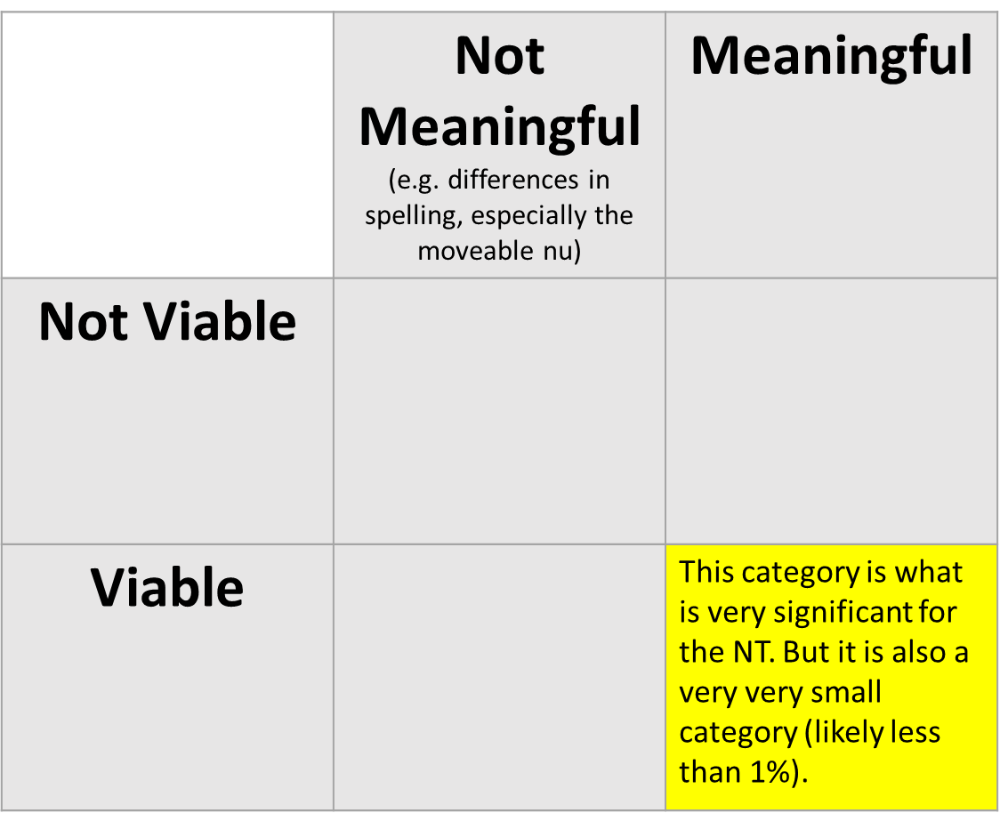 Not
Meaningful
(e.g. differences in
spelling, especially the
moveable nu)
Meaningful
Not Viable
Viable
This category is what
is very significant for
the NT. But it is also a
very very small
category (likely less
than 1%).